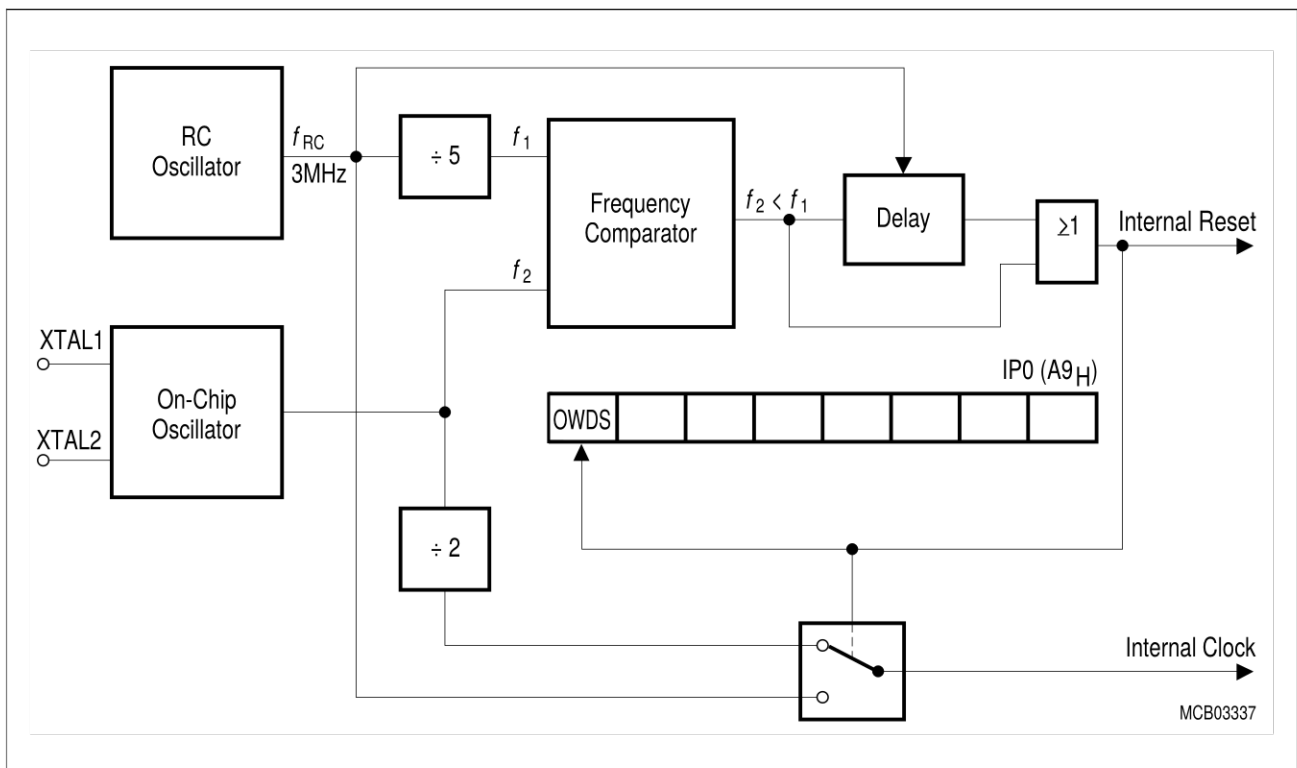 RC
Oscillator
fRC
3MHz
÷ 5
f1
Frequency
Comparator
f2 < f1
Delay
≥1
Internal Reset
f2
XTAL1
On-Chip
Oscillator
XTAL2
IP0 (A9H)
OWDS
÷ 2
Internal Clock
MCB03337